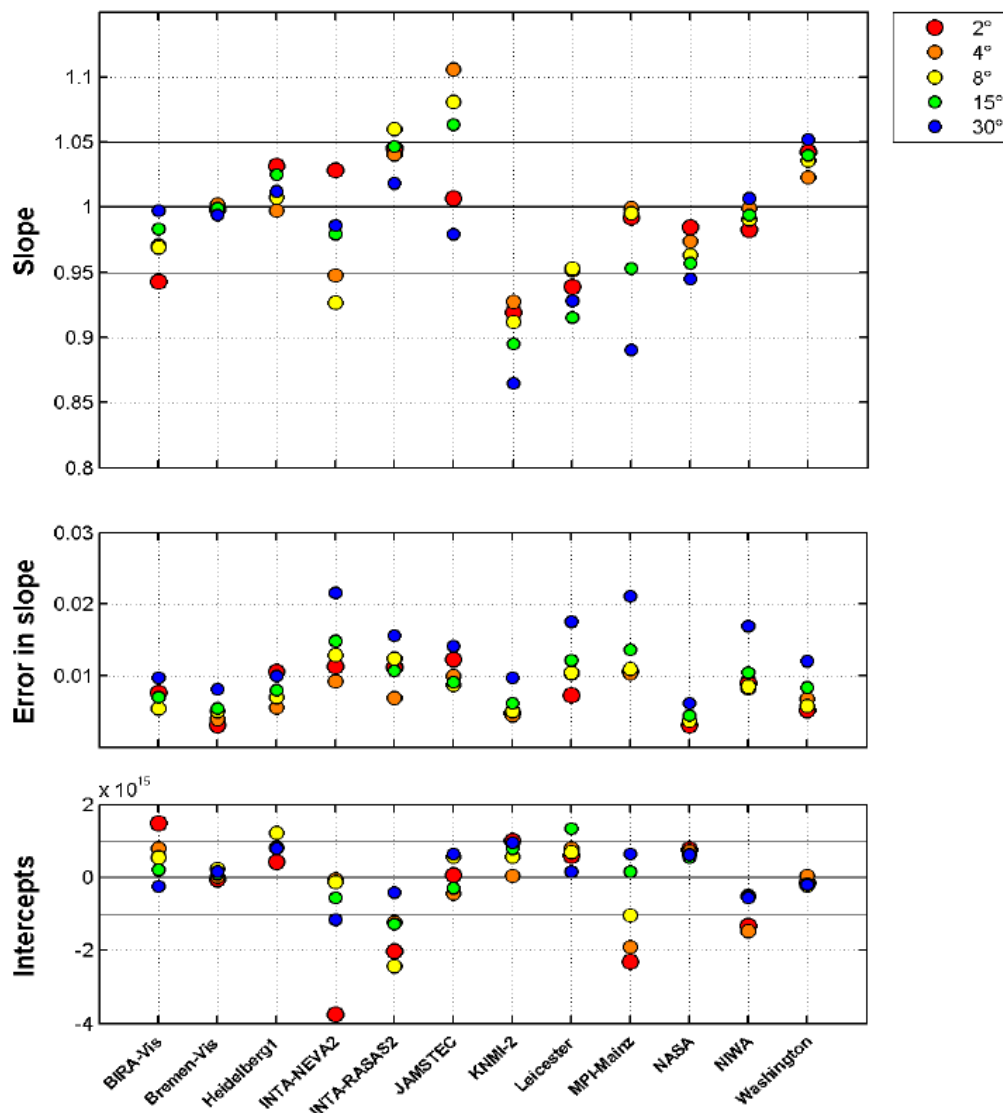 2°
4°
8°
15°
30°
Slope
1.1
1.05
1
0.95
0.9
0.85
0.8
Error in slope
0.03
0.02
0.01
x 10¹⁵
Intercepts
2
0
-2
-4
BIRA-Vis
Bremen-Vis
Heidelberg1
INTA-NEVA2
INTA-RASAS2
JAMSTEC
KNMI-2
Leicester
MPI-Mainz
NASA
NIWA
Washington